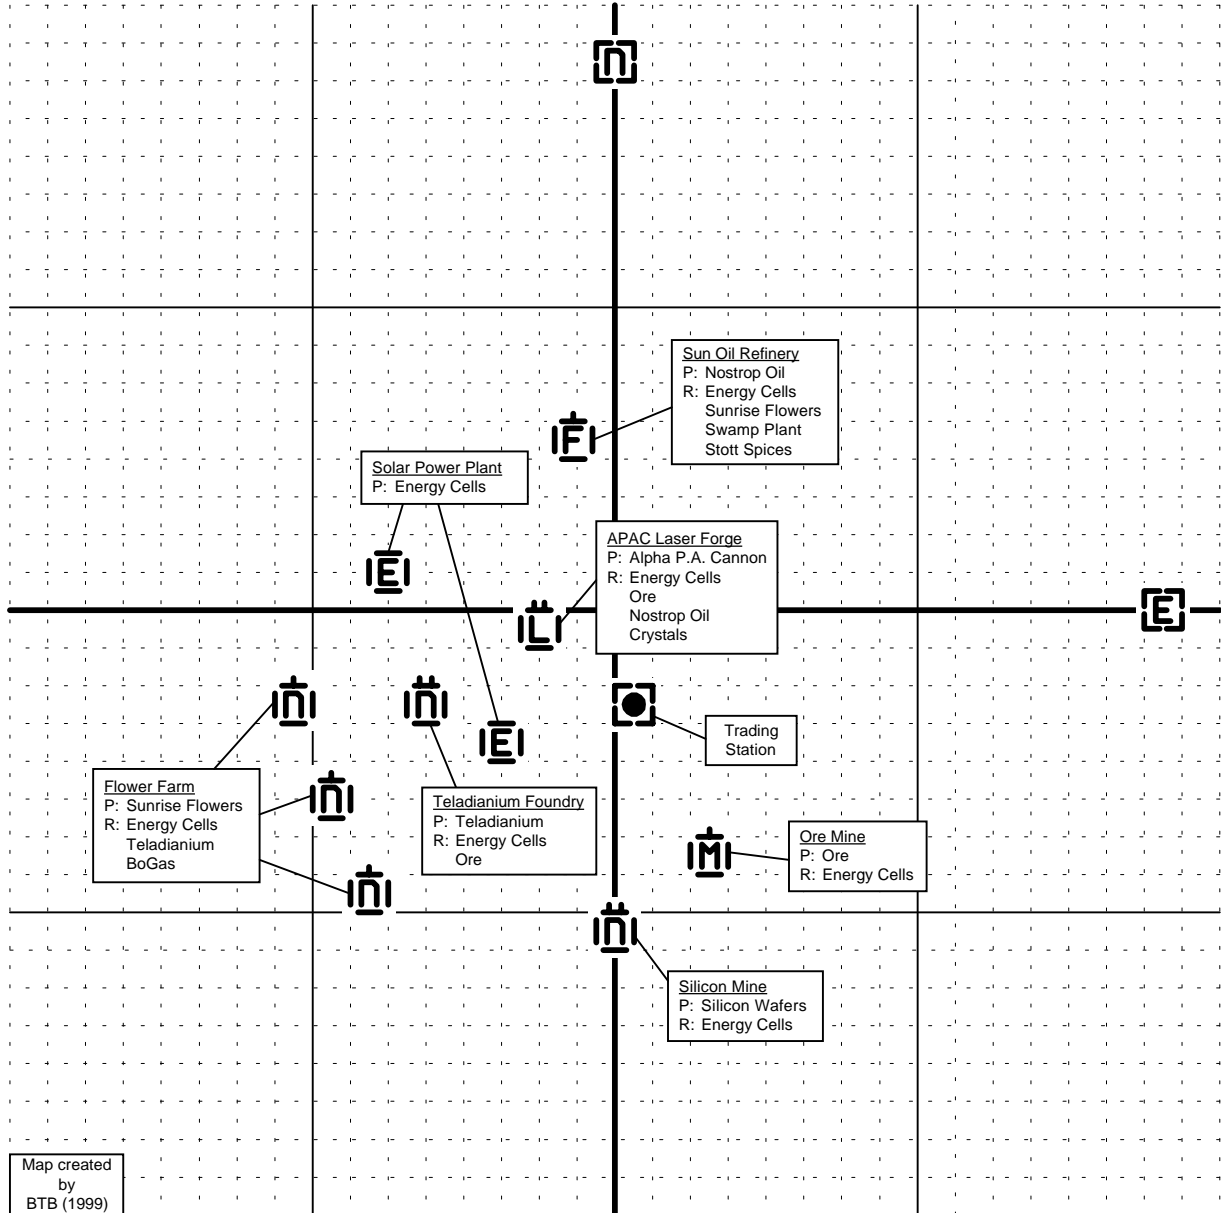 n
Sun Oil Refinery
P: Nostrop Oil
R: Energy Cells
Sunrise Flowers
Swamp Plant
Stott Spices
F
Solar Power Plant
P: Energy Cells
APAC Laser Forge
P: Alpha P.A. Cannon
R: Energy Cells
Ore
Nostrop Oil
Crystals
E
E
L
n
n
Trading
Station
E
Flower Farm
P: Sunrise Flowers
R: Energy Cells
Teladianium
BoGas
n
Teladianium Foundry
P: Teladianium
R: Energy Cells
Ore
Ore Mine
P: Ore
R: Energy Cells
M
n
n
Silicon Mine
P: Silicon Wafers
R: Energy Cells
Map created
by
BTB (1999)